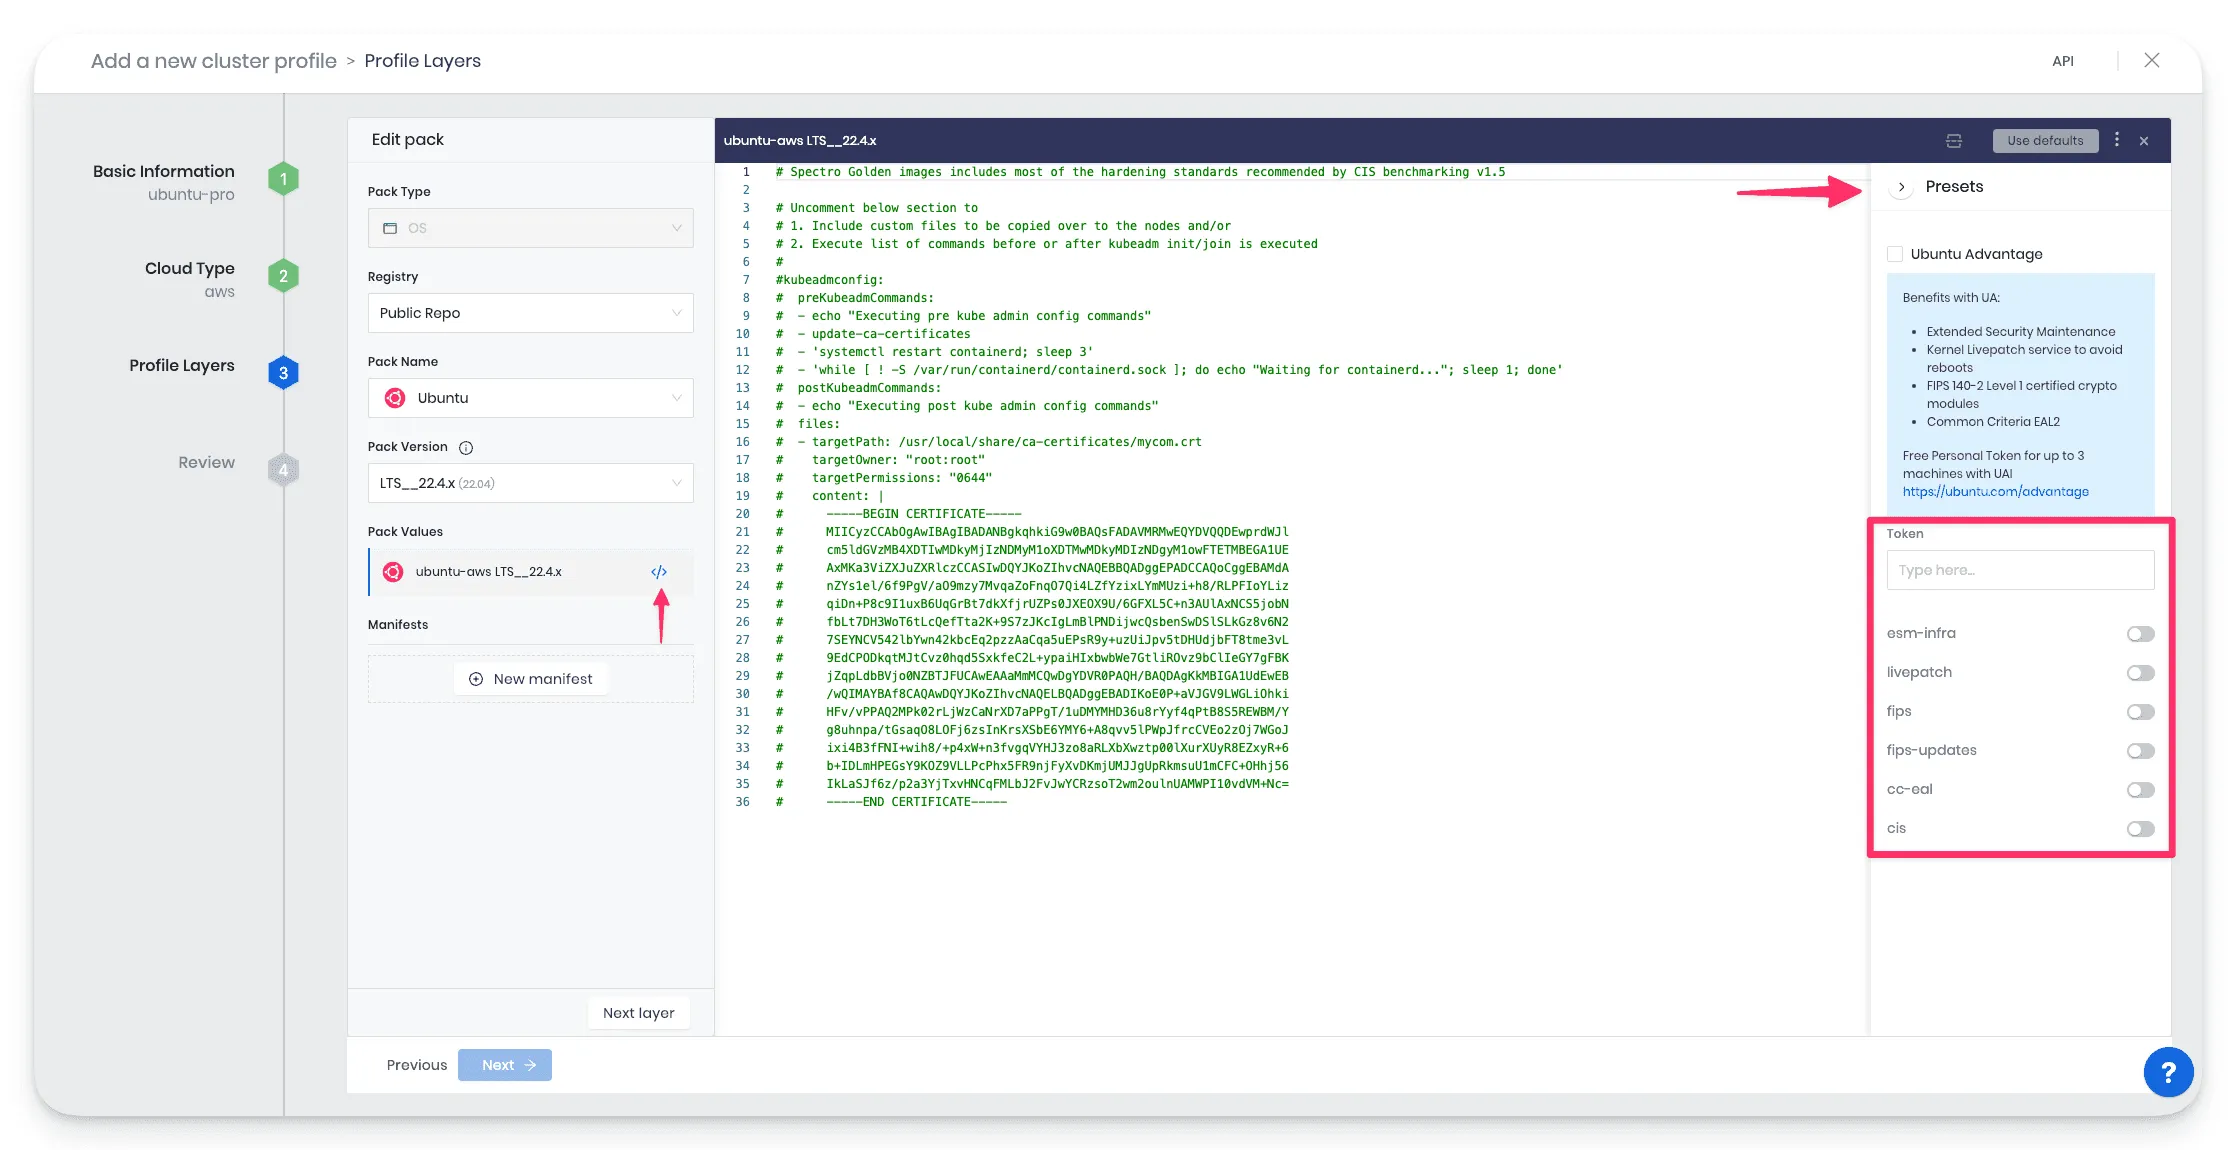 Add a new cluster profile > Profile Layers
API
Basic Information
ubuntu-pro
1
Cloud Type
aws
2
Profile Layers
3
Review
4
Edit pack
Pack Type
OS
Registry
Public Repo
Pack Name
Ubuntu
Pack Version
LTS__22.4.x (22.04)
Pack Values
ubuntu-aws LTS__22.4.x
</>
Manifests
New manifest
Next layer
Previous
Next →
ubuntu-aws LTS__22.4.x
Use defaults
1 # Spectro Golden images includes most of the hardening standards recommended by CIS benchmarking v1.5
2
3 # Uncomment below section to
4 # 1. Include custom files to be copied over to the nodes and/or
5 # 2. Execute list of commands before or after kubeadm init/join is executed
6 #
7 #kubeadmconfig:
8 #  preKubeadmCommands:
9 #  - echo "Executing pre kube admin config commands"
10 #  - update-ca-certificates
11 #  - 'systemctl restart containerd; sleep 3'
12 #  - 'while [ ! -S /var/run/containerd/containerd.sock ]; do echo "Waiting for containerd..."; sleep 1; done'
13 #  postKubeadmCommands:
14 #  - echo "Executing post kube admin config commands"
15 #  files:
16 #  - targetPath: /usr/local/share/ca-certificates/mycom.crt
17 #    targetOwner: "root:root"
18 #    targetPermissions: "0644"
19 #    content: |
20 #      -----BEGIN CERTIFICATE-----
21 #      MIICyzCCAbOgAwIBAgIBADANBgkqhkiG9w0BAQsFADAVMRMwEQYDVQQDEwprdWJl
22 #      cm5ldGVzMB4XDTIwMDkyMjIzNDMyM1oXDTMwMDkyMDIzNDgyM1owFTETMBEGA1UE
23 #      AxMKa3ViZXJuZXRlczCCASIwDQYJKoZIhvcNAQEBBQADggEPADCCAQoCggEBAMdA
24 #      nZYs1el/6f9PgV/aO9mzy7MvqaZoFnqO7Qi4LZfYzixLYmMUzi+h8/RLPFIoYLiz
25 #      qiDn+P8c9I1uxB6UqGrBt7dkXfjrUZPs0JXEOX9U/6GFXL5C+n3AUlAxNCS5jobN
26 #      fbLt7DH3WoT6tLcQefTta2K+9S7zJKcIgLmBlPNDijwcQsbenSwDSlSLkGz8v6N2
27 #      7SEYNCV542lbYwn42kbcEq2pzzAaCqa5uEPsR9y+uzUiJpv5tDHUdjbFT8tme3vL
28 #      9EdCPODkqtMJtCvz0hqd5SxkfeC2L+ypaiHIxbwbWe7GtliROvz9bClIeGY7gFBK
29 #      jZqpLdbBVjo0NZBTJFUCAwEAAaMmMCQwDgYDVR0PAQH/BAQDAgKkMBIGA1UdEwEB
30 #      /wQIMAYBAf8CAQAwDQYJKoZIhvcNAQELBQADggEBADIKoE0P+aVJGV9LWGLiOhki
31 #      HFv/vPPAQ2MPk02rLjWzCaNrXD7aPPgT/1uDMYMHD36u8rYyf4qPtB8S5REWBM/Y
32 #      g8uhnpa/tGsaqO8LOFj6zsInKrsXSbE6YMY6+A8qvv5lPWpJfrcCVEo2zOj7WGoJ
33 #      ixi4B3fFNI+wih8/+p4xW+n3fvgqVYHJ3zo8aRLXbXwztp00lXurXUyR8EZxyR+6
34 #      b+IDLmHPEGsY9KOZ9VLLPcPhx5FR9njFyXvDKmjUMJJgUpRkmsuU1mCFC+OHhj56
35 #      IkLaSJf6z/p2a3YjTxvHNCqFMLbJ2FvJwYCRzsoT2wm2oulnUAMWPI10vdVM+Nc=
36 #      -----END CERTIFICATE-----
Presets
Ubuntu Advantage
Benefits with UA:
• Extended Security Maintenance
• Kernel Livepatch service to avoid
reboots
• FIPS 140-2 Level 1 certified crypto
modules
• Common Criteria EAL2
Free Personal Token for up to 3
machines with UAI
https://ubuntu.com/advantage
Token
Type here...
esm-infra
livepatch
fips
fips-updates
cc-eal
cis
?